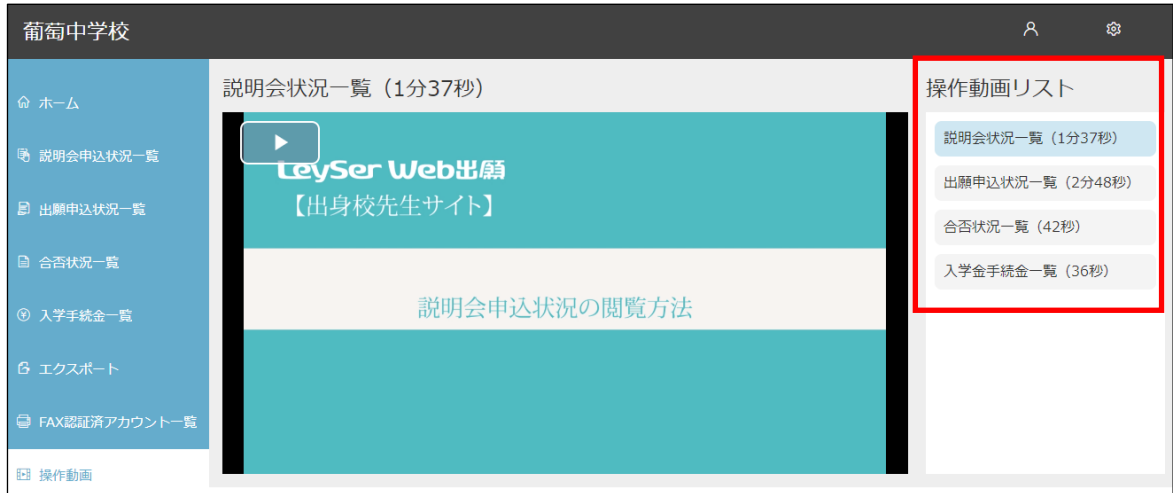 葡萄中学校
ホーム
説明会申込状況一覧
出願申込状況一覧
合否状況一覧
入学手続金一覧
エクスポート
FAX認証済アカウント一覧
操作動画
説明会状況一覧（1分37秒）
LeySer Web出願
【出身校先生サイト】
説明会申込状況の閲覧方法
操作動画リスト
説明会状況一覧（1分37秒）
出願申込状況一覧（2分48秒）
合否状況一覧（42秒）
入学金手続金一覧（36秒）